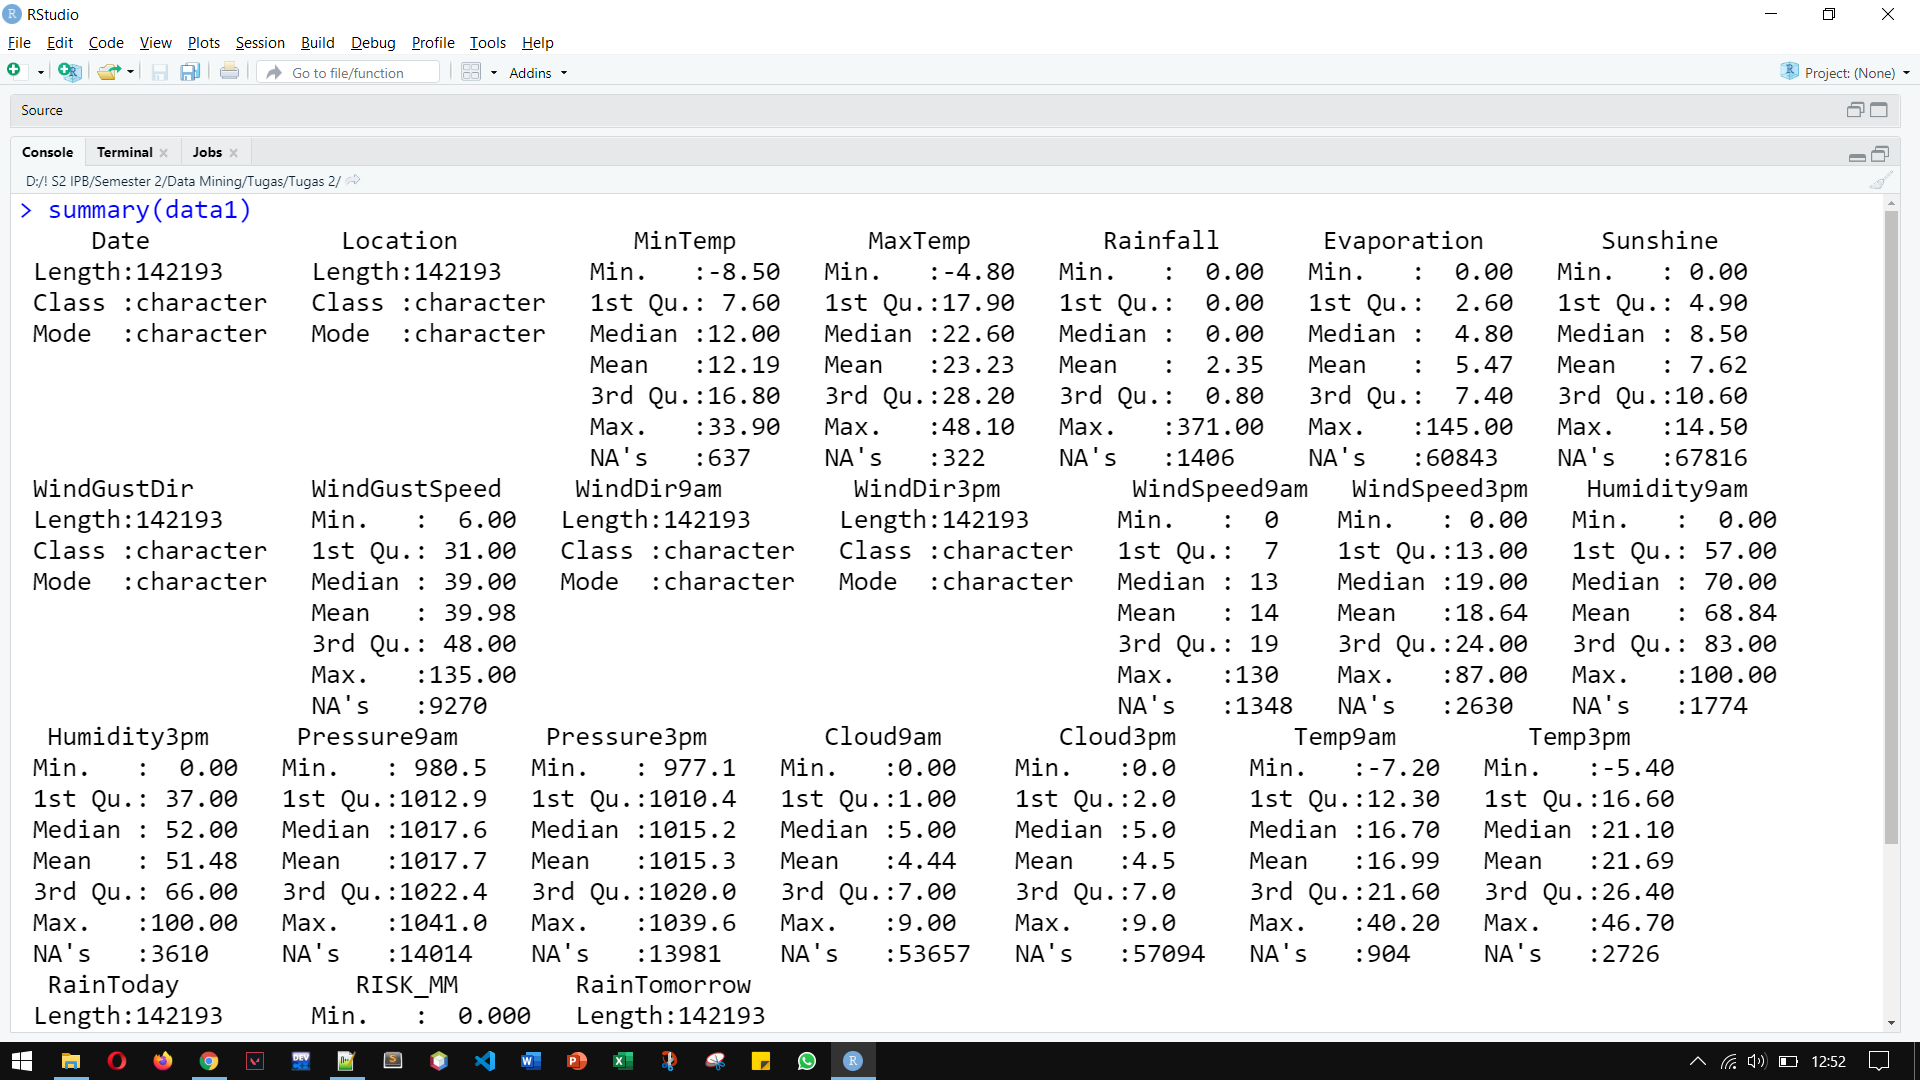 RStudio
File Edit Code View Plots Session Build Debug Profile Tools Help
Go to file/function Addins Project: (None)
Source
Console Terminal Jobs
D:/! S2 IPB/Semester 2/Data Mining/Tugas/Tugas 2/
> summary(data1)
Date Location MinTemp MaxTemp Rainfall Evaporation Sunshine
Length:142193 Length:142193 Min. :-8.50 Min. :-4.80 Min. : 0.00 Min. : 0.00 Min. : 0.00
Class :character Class :character 1st Qu.: 7.60 1st Qu.:17.90 1st Qu.: 0.00 1st Qu.: 2.60 1st Qu.: 4.90
Mode :character Mode :character Median :12.00 Median :22.60 Median : 0.00 Median : 4.80 Median : 8.50
Mean :12.19 Mean :23.23 Mean : 2.35 Mean : 5.47 Mean : 7.62
3rd Qu.:16.80 3rd Qu.:28.20 3rd Qu.: 0.80 3rd Qu.: 7.40 3rd Qu.:10.60
Max. :33.90 Max. :48.10 Max. :371.00 Max. :145.00 Max. :14.50
NA's :637 NA's :322 NA's :1406 NA's :60843 NA's :67816
WindGustDir WindGustSpeed WindDir9am WindDir3pm WindSpeed9am WindSpeed3pm Humidity9am
Length:142193 Min. : 6.00 Length:142193 Length:142193 Min. : 0 Min. : 0.00 Min. : 0.00
Class :character 1st Qu.: 31.00 Class :character Class :character 1st Qu.: 7 1st Qu.:13.00 1st Qu.: 57.00
Mode :character Median : 39.00 Mode :character Mode :character Median : 13 Median :19.00 Median : 70.00
Mean : 39.98 Mean : 14 Mean :18.64 Mean : 68.84
3rd Qu.: 48.00 3rd Qu.: 19 3rd Qu.:24.00 3rd Qu.: 83.00
Max. :135.00 Max. :130 Max. :87.00 Max. :100.00
NA's :9270 NA's :1348 NA's :2630 NA's :1774
Humidity3pm Pressure9am Pressure3pm Cloud9am Cloud3pm Temp9am Temp3pm
Min. : 0.00 Min. : 980.5 Min. : 977.1 Min. :0.00 Min. :0.0 Min. :-7.20 Min. :-5.40
1st Qu.: 37.00 1st Qu.:1012.9 1st Qu.:1010.4 1st Qu.:1.00 1st Qu.:2.0 1st Qu.:12.30 1st Qu.:16.60
Median : 52.00 Median :1017.6 Median :1015.2 Median :5.00 Median :5.0 Median :16.70 Median :21.10
Mean : 51.48 Mean :1017.7 Mean :1015.3 Mean :4.44 Mean :4.5 Mean :16.99 Mean :21.69
3rd Qu.: 66.00 3rd Qu.:1022.4 3rd Qu.:1020.0 3rd Qu.:7.00 3rd Qu.:7.0 3rd Qu.:21.60 3rd Qu.:26.40
Max. :100.00 Max. :1041.0 Max. :1039.6 Max. :9.00 Max. :9.0 Max. :40.20 Max. :46.70
NA's :3610 NA's :14014 NA's :13981 NA's :53657 NA's :57094 NA's :904 NA's :2726
RainToday RISK_MM RainTomorrow
Length:142193 Min. : 0.000 Length:142193
12:52